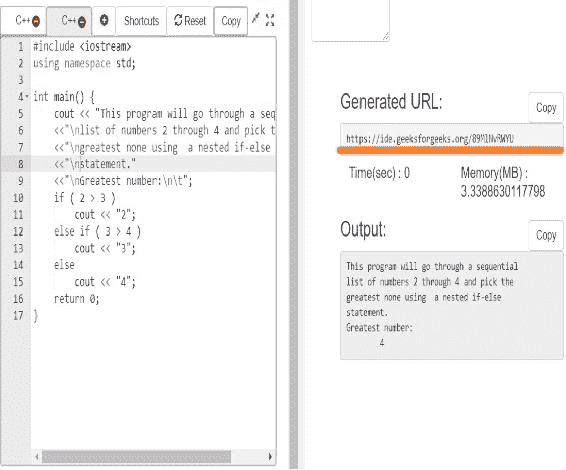 C++ C++ Shortcuts Reset Copy
1 #include <iostream>
2 using namespace std;
3
4 int main() {
5 cout << "This program will go through a seq
6 <<"\nlist of numbers 2 through 4 and pick t
7 <<"\ngreatest none using  a nested if-else
8 <<"\nstatement."
9 <<"\nGreatest number:\n\t";
10 if ( 2 > 3 )
11 cout << "2";
12 else if ( 3 > 4 )
13 cout << "3";
14 else
15 cout << "4";
16 return 0;
17 }
Generated URL:
Copy
https://ide.geeksforgeeks.org/89MlNvRWYU
Time(sec) : 0
Memory(MB) :
3.3388630117798
Output:
Copy
This program will go through a sequential
list of numbers 2 through 4 and pick the
greatest none using  a nested if-else
statement.
Greatest number:
4